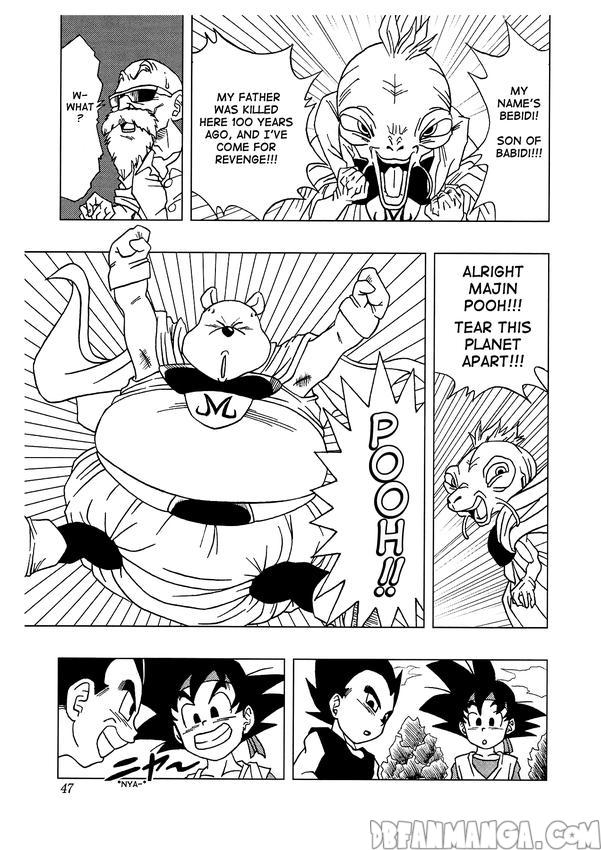 MY
NAME'S
BEBIDI!
SON OF
BABIDI!!!
MY FATHER
WAS KILLED
HERE 100 YEARS
AGO, AND I'VE
COME FOR
REVENGE!!!
W-
WHAT
?
ALRIGHT
MAJIN
POOH!!!
TEAR THIS
PLANET
APART!!!
POOH!!
M
ニヤ〜
*NYA~*
47
DBFANMANGA.COM